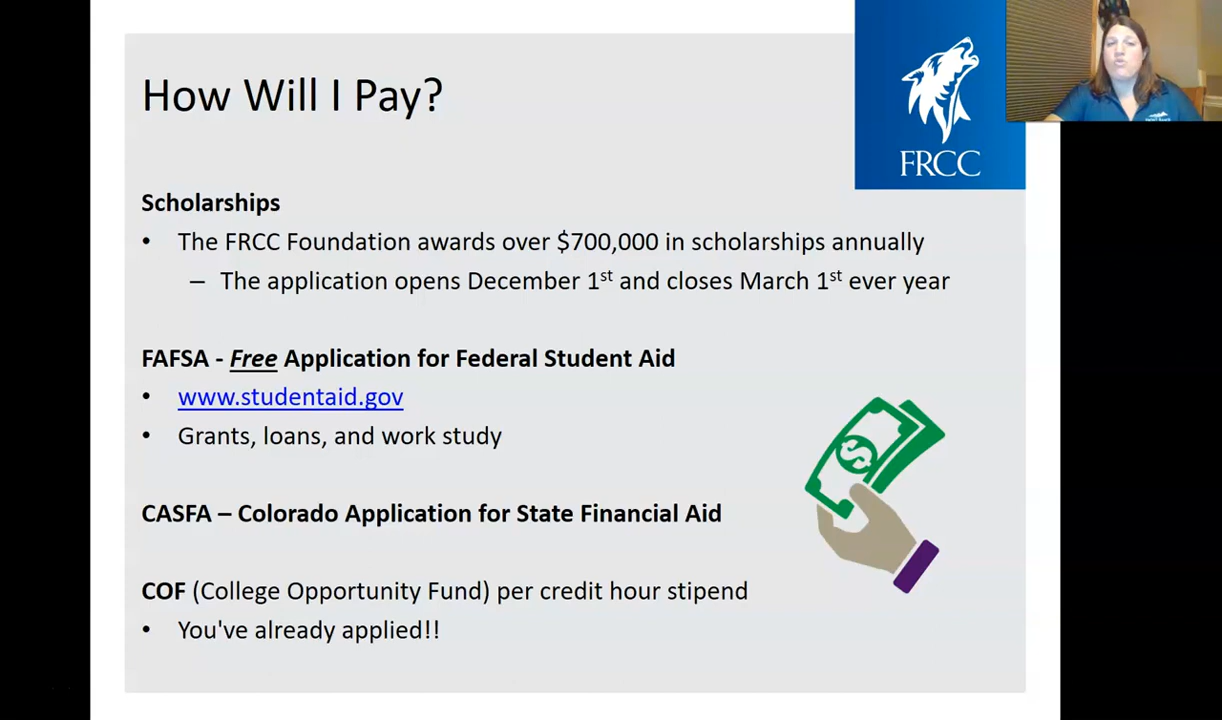 How Will I Pay?
FRCC
Scholarships
• The FRCC Foundation awards over $700,000 in scholarships annually
– The application opens December 1st and closes March 1st ever year
FAFSA - Free Application for Federal Student Aid
• www.studentaid.gov
• Grants, loans, and work study
CASFA – Colorado Application for State Financial Aid
COF (College Opportunity Fund) per credit hour stipend
• You've already applied!!